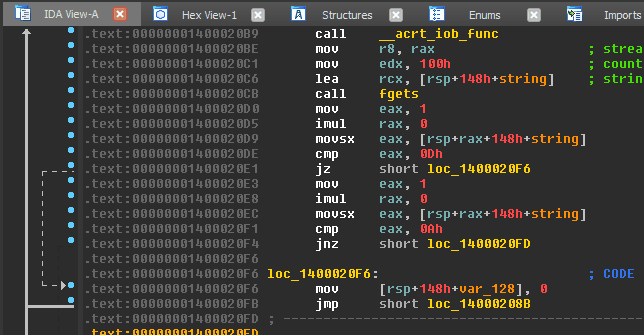 IDA View-A Hex View-1 Structures Enums Imports
.text:00000001400020B9 call __acrt_iob_func
.text:00000001400020BE mov r8, rax ; strea
.text:00000001400020C1 mov edx, 100h ; count
.text:00000001400020C6 lea rcx, [rsp+148h+string] ; strin
.text:00000001400020CB call fgets
.text:00000001400020D0 mov eax, 1
.text:00000001400020D5 imul rax, 0
.text:00000001400020D9 movsx eax, [rsp+rax+148h+string]
.text:00000001400020DE cmp eax, 0Dh
.text:00000001400020E1 jz short loc_1400020F6
.text:00000001400020E3 mov eax, 1
.text:00000001400020E8 imul rax, 0
.text:00000001400020EC movsx eax, [rsp+rax+148h+string]
.text:00000001400020F1 cmp eax, 0Ah
.text:00000001400020F4 jnz short loc_1400020FD
.text:00000001400020F6
.text:00000001400020F6 loc_1400020F6: ; CODE
.text:00000001400020F6 mov [rsp+148h+var_128], 0
.text:00000001400020FB jmp short loc_14000208B
.text:00000001400020FD ; ---------------------------------------------
.text:00000001400020FD